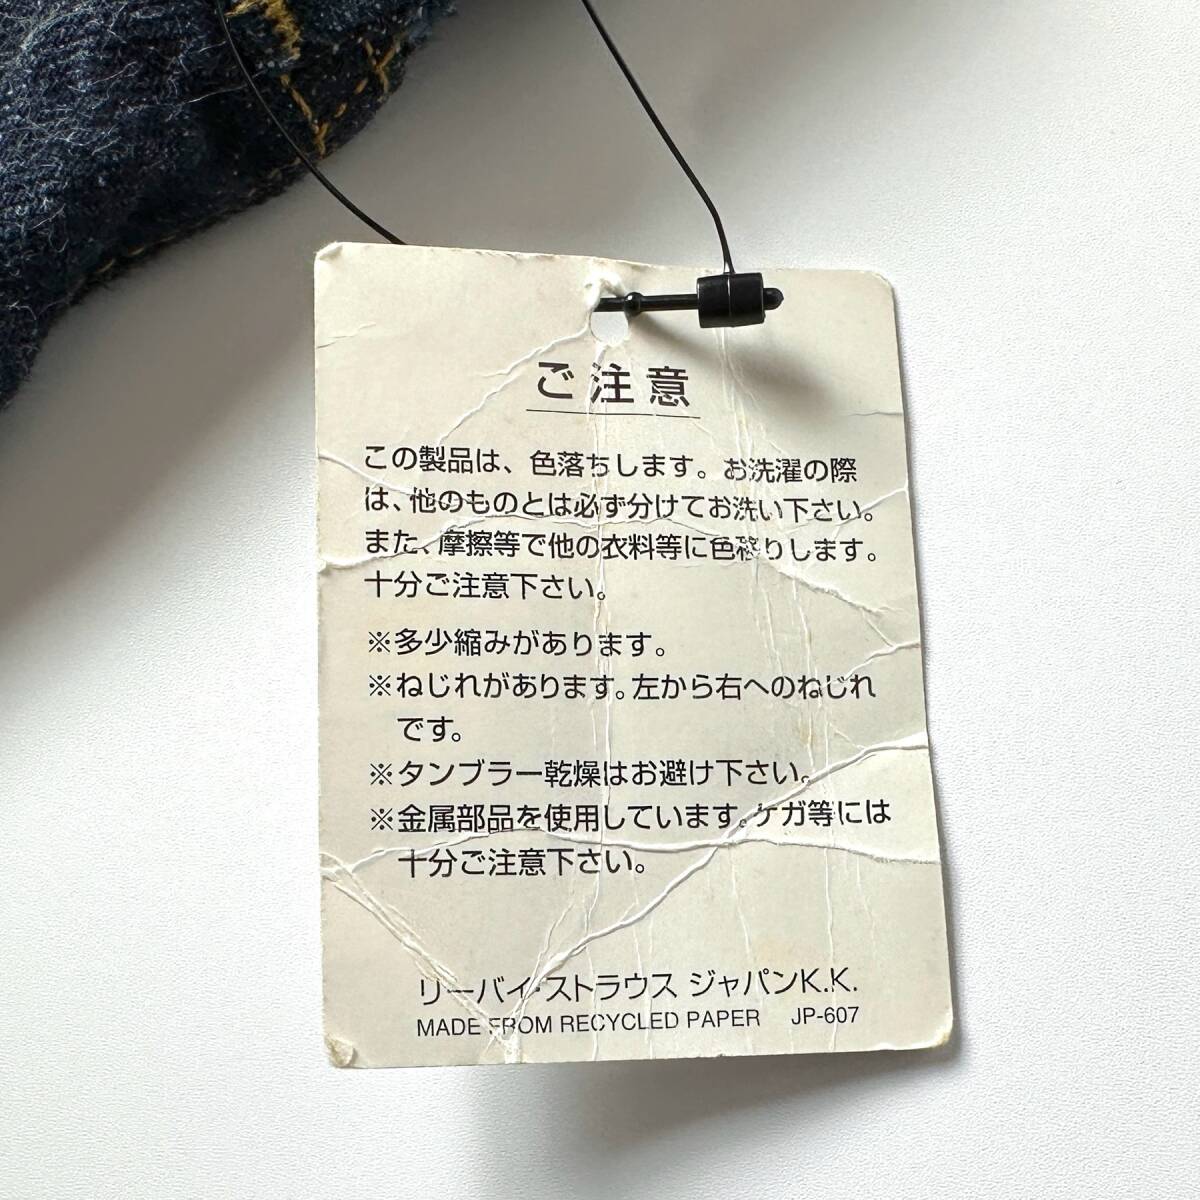 ご注意
この製品は、色落ちします。お洗濯の際
は、他のものとは必ず分けてお洗い下さい。
また、摩擦等で他の衣料等に色移りします。
十分ご注意下さい。
※多少縮みがあります。
※ねじれがあります。左から右へのねじれ
です。
※タンブラー乾燥はお避け下さい。
※金属部品を使用しています。ケガ等には
十分ご注意下さい。
リーバイ・ストラウス ジャパンK.K.
MADE FROM RECYCLED PAPER JP-607